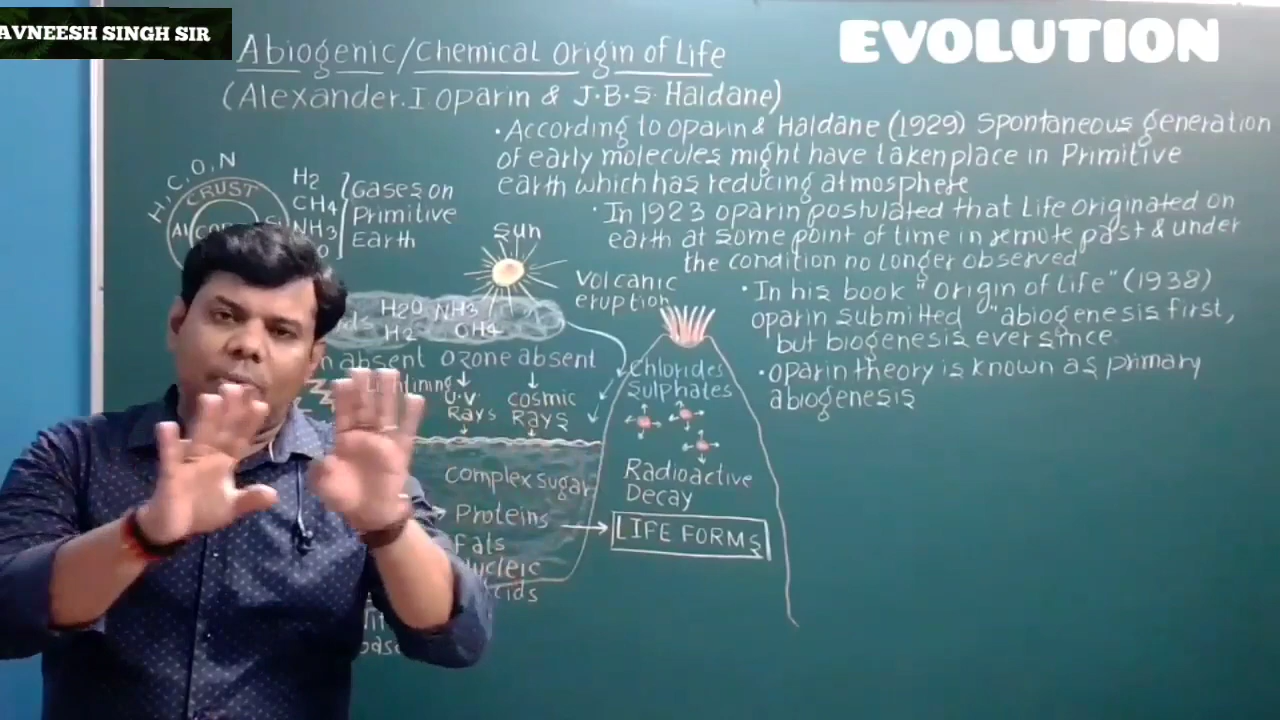 AVNEESH SINGH SIR
EVOLUTION
Abiogenic/Chemical Origin of Life
(Alexander.I.Oparin & J.B.S. Haldane)
• According to Oparin & Haldane (1929) Spontaneous generation
of early molecules might have taken place in Primitive
earth which has reducing atmosphere
• In 1923 oparin postulated that Life originated on
earth at some point of time in remote past & under
the condition no longer observed
• In his book "origin of life" (1938)
oparin submitted "abiogenesis first,
but biogenesis ever since
• oparin theory is known as primary
abiogenesis
H, C, O, N
CRUST
H2
CH4
NH3
Gases on
Primitive
Earth
Sun
H2O NH3
H2 CH4
absent ozone absent
Lightining
U.V.
Rays
cosmic
Rays
volcanic
eruption
Chlorides
Sulphates
Radioactive
Decay
complex sugar
Proteins
Fats
LIFE FORMS